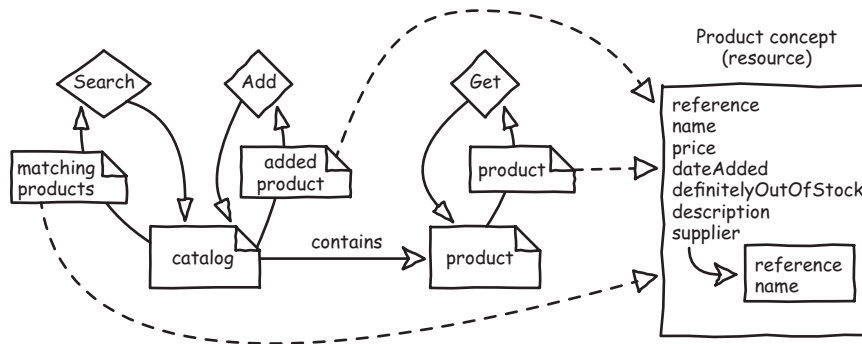 Search
Add
Get
matching
products
added
product
product
catalog
contains
product
Product concept
(resource)
reference
name
price
dateAdded
definitelyOutOfStock
description
supplier
reference
name